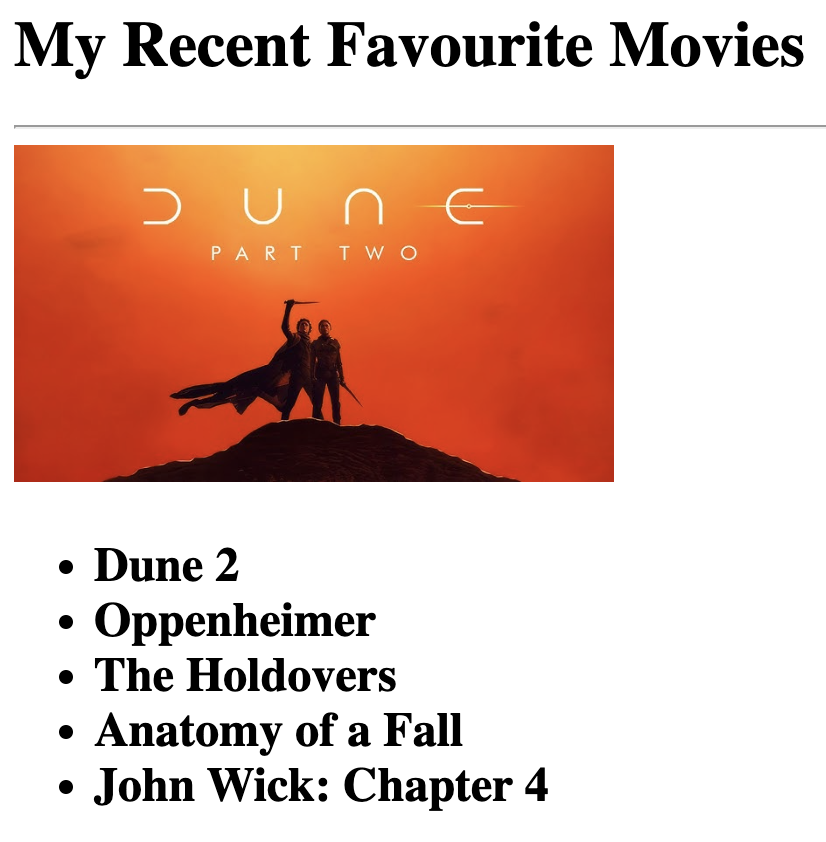 My Recent Favourite Movies
DUNE
PART TWO
• Dune 2
• Oppenheimer
• The Holdovers
• Anatomy of a Fall
• John Wick: Chapter 4